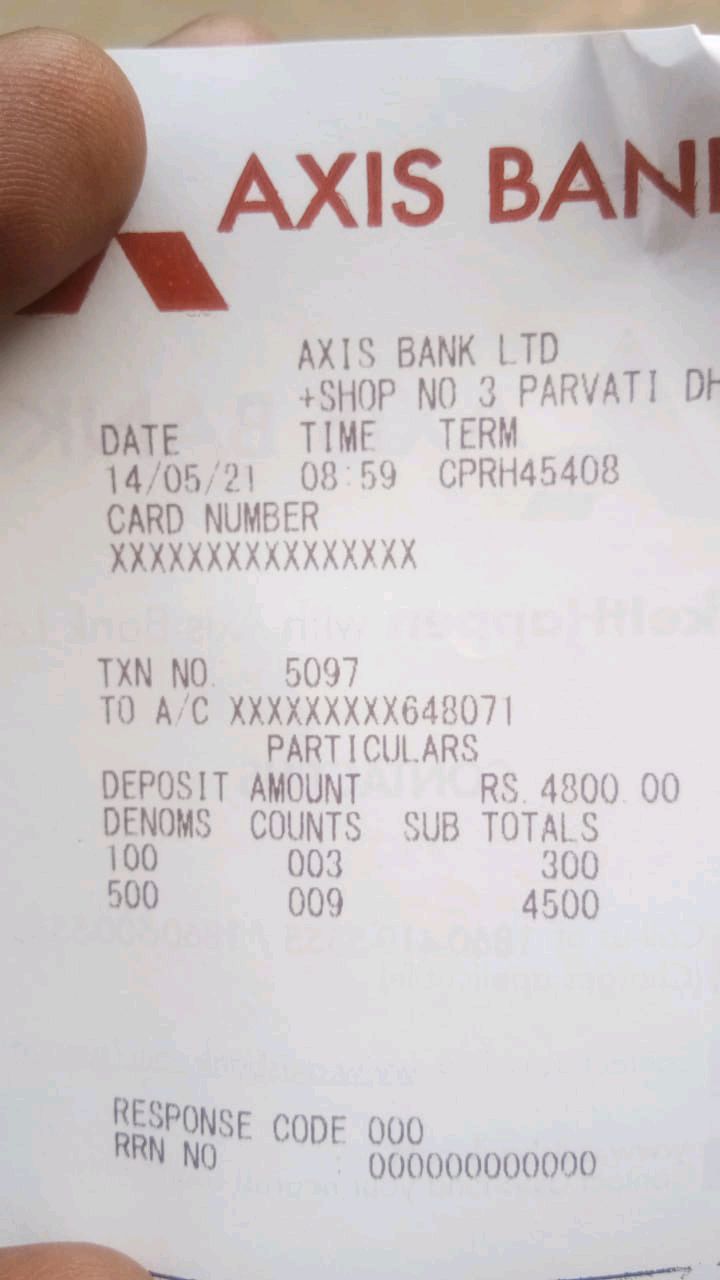 AXIS BAN
AXIS BANK LTD
+SHOP NO 3 PARVATI DH
DATE TIME TERM
14/05/21 08:59 CPRH45408
CARD NUMBER
XXXXXXXXXXXXXXXX
TXN NO. 5097
TO A/C XXXXXXXXX648071
PARTICULARS
DEPOSIT AMOUNT RS. 4800.00
DENOMS COUNTS SUB TOTALS
100 003 300
500 009 4500
RESPONSE CODE 000
RRN NO : 000000000000